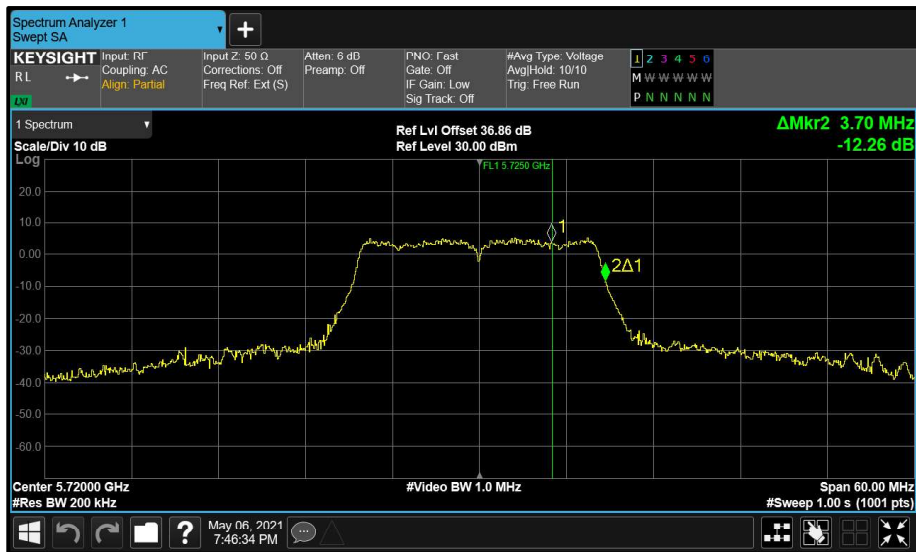 Spectrum Analyzer 1
Swept SA
KEYSIGHT
RL
LXI
Input: RF
Coupling: AC
Align: Partial
Input Z: 50 Ω
Corrections: Off
Freq Ref: Ext (S)
Atten: 6 dB
Preamp: Off
PNO: Fast
Gate: Off
IF Gain: Low
Sig Track: Off
#Avg Type: Voltage
Avg|Hold: 10/10
Trig: Free Run
1 2 3 4 5 6
M W W W W W
P N N N N N
1 Spectrum
Scale/Div 10 dB
Ref Lvl Offset 36.86 dB
Ref Level 30.00 dBm
ΔMkr2 3.70 MHz
-12.26 dB
Log
FL1 5.7250 GHz
20.0
10.0
1
0.00
2Δ1
-10.0
-20.0
-30.0
-40.0
-50.0
-60.0
Center 5.72000 GHz
#Video BW 1.0 MHz
Span 60.00 MHz
#Res BW 200 kHz
#Sweep 1.00 s (1001 pts)
May 06, 2021
7:46:34 PM